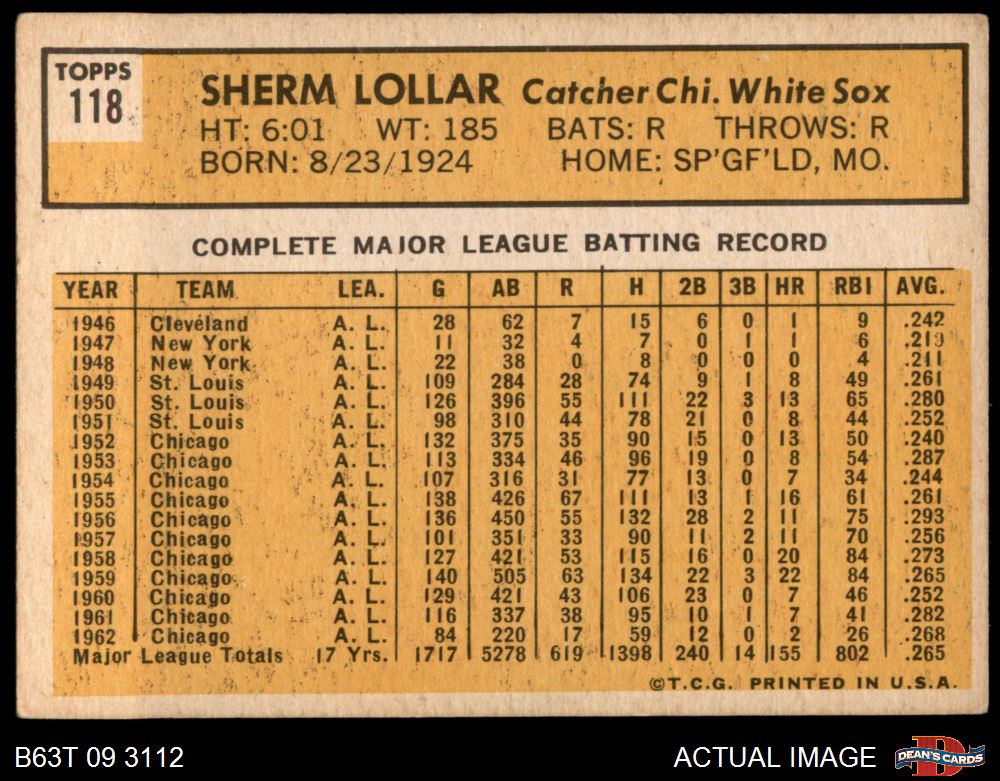 TOPPS
118
SHERM LOLLAR Catcher Chi. White Sox
HT: 6:01 WT: 185 BATS: R THROWS: R
BORN: 8/23/1924 HOME: SP'GF'LD, MO.
COMPLETE MAJOR LEAGUE BATTING RECORD
YEAR TEAM LEA. G AB R H 2B 3B HR RBI AVG.
1946 Cleveland A. L. 28 62 7 15 6 0 1 9 .242
1947 New York A. L. 11 32 4 7 0 1 1 6 .219
1948 New York A. L. 22 38 0 8 0 0 0 4 .211
1949 St. Louis A. L. 109 284 28 74 9 1 8 49 .261
1950 St. Louis A. L. 126 396 55 111 22 3 13 65 .280
1951 St. Louis A. L. 98 310 44 78 21 0 8 44 .252
1952 Chicago A. L. 132 375 35 90 15 0 13 50 .240
1953 Chicago A. L. 113 334 46 96 19 0 8 54 .287
1954 Chicago A. L. 107 316 31 77 13 0 7 34 .244
1955 Chicago A. L. 138 426 67 111 13 1 16 61 .261
1956 Chicago A. L. 136 450 55 132 28 2 11 75 .293
1957 Chicago A. L. 101 351 33 90 11 2 11 70 .256
1958 Chicago A. L. 127 421 53 115 16 0 20 84 .273
1959 Chicago A. L. 140 505 63 134 22 3 22 84 .265
1960 Chicago A. L. 129 421 43 106 23 0 7 46 .252
1961 Chicago A. L. 116 337 38 95 10 1 7 41 .282
1962 Chicago A. L. 84 220 17 59 12 0 2 26 .268
Major League Totals 17 Yrs. 1717 5278 619 1398 240 14 155 802 .265
©T.C.G. PRINTED IN U.S.A.
B63T 09 3112 ACTUAL IMAGE DEAN'S CARDS